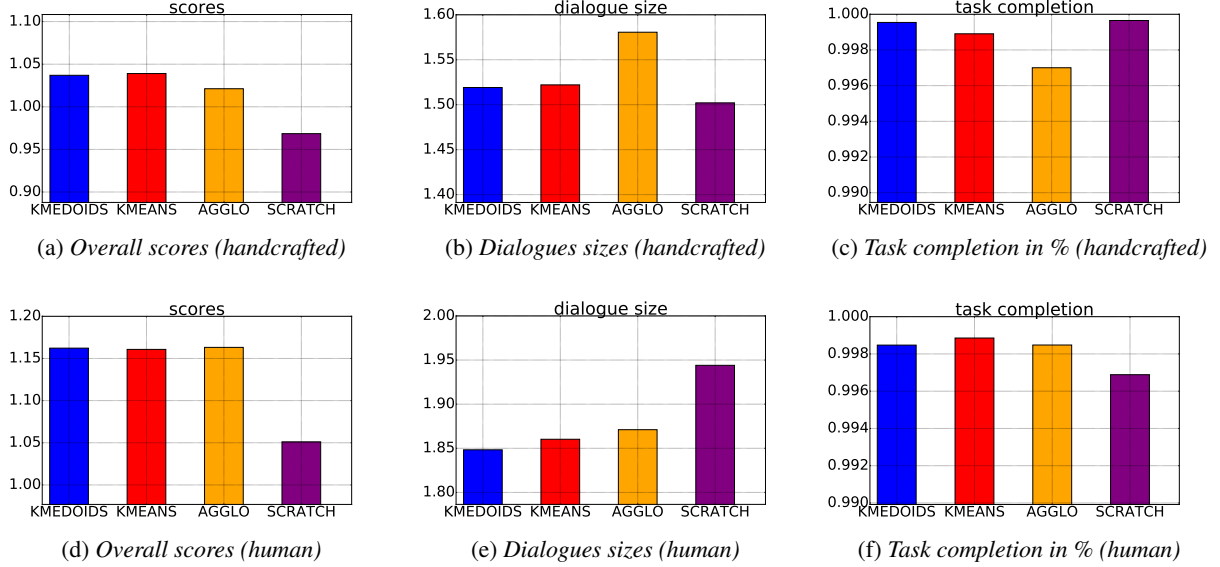 scores
1.10
1.05
1.00
0.95
0.90
KMEDOIDS KMEANS AGGLO SCRATCH
(a) Overall scores (handcrafted)
dialogue size
1.60
1.55
1.50
1.45
1.40
KMEDOIDS KMEANS AGGLO SCRATCH
(b) Dialogues sizes (handcrafted)
task completion
1.000
0.998
0.996
0.994
0.992
0.990
KMEDOIDS KMEANS AGGLO SCRATCH
(c) Task completion in % (handcrafted)
scores
1.20
1.15
1.10
1.05
1.00
KMEDOIDS KMEANS AGGLO SCRATCH
(d) Overall scores (human)
dialogue size
2.00
1.95
1.90
1.85
1.80
KMEDOIDS KMEANS AGGLO SCRATCH
(e) Dialogues sizes (human)
task completion
1.000
0.998
0.996
0.994
0.992
0.990
KMEDOIDS KMEANS AGGLO SCRATCH
(f) Task completion in % (human)